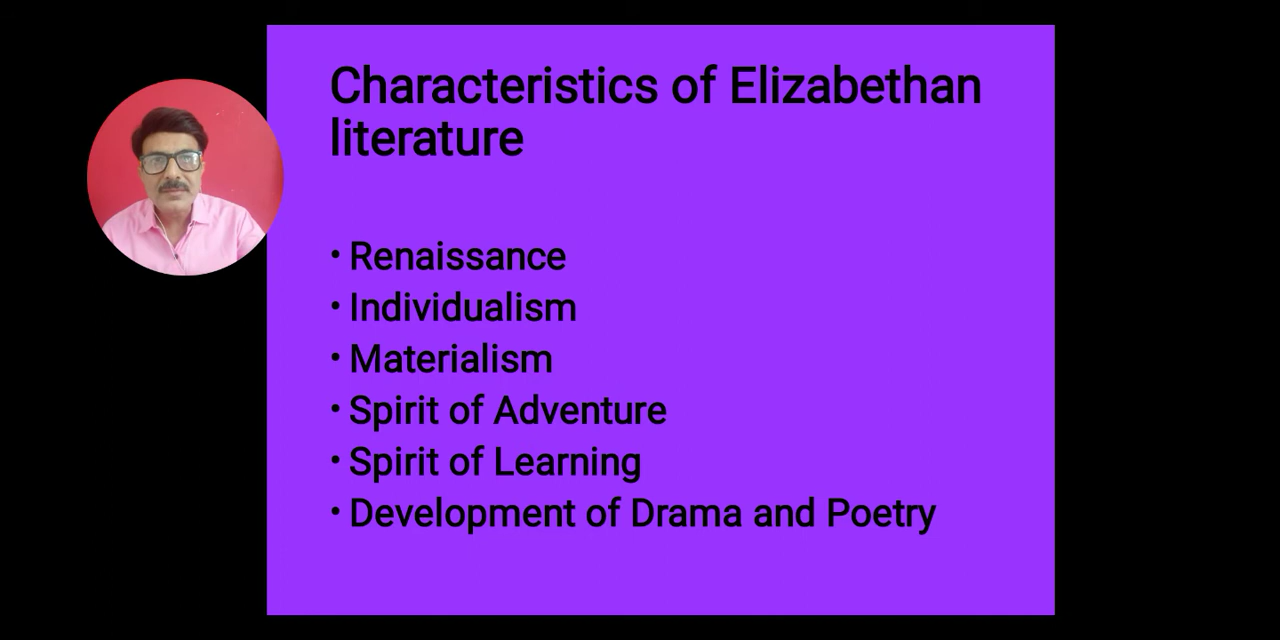 Characteristics of Elizabethan
literature
• Renaissance
• Individualism
• Materialism
• Spirit of Adventure
• Spirit of Learning
• Development of Drama and Poetry